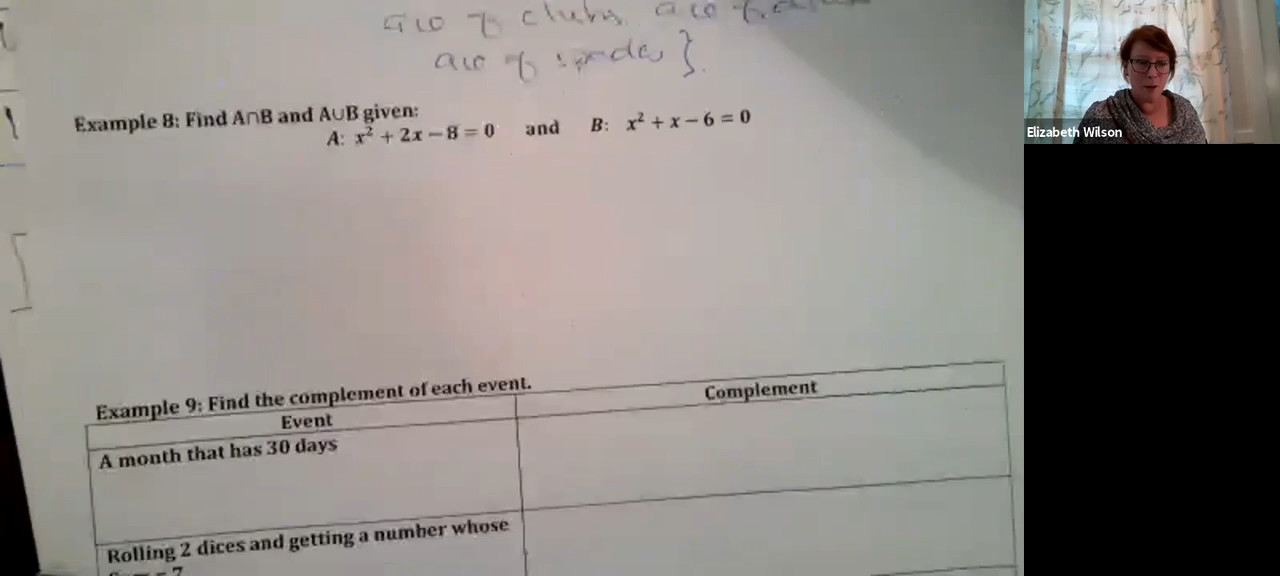 ace of clubs, ace
ace of spades }.
Example 8: Find A∩B and A∪B given:
A: x² + 2x − 8 = 0 and B: x² + x − 6 = 0
Elizabeth Wilson
Example 9: Find the complement of each event.
Event Complement
A month that has 30 days
Rolling 2 dices and getting a number whose